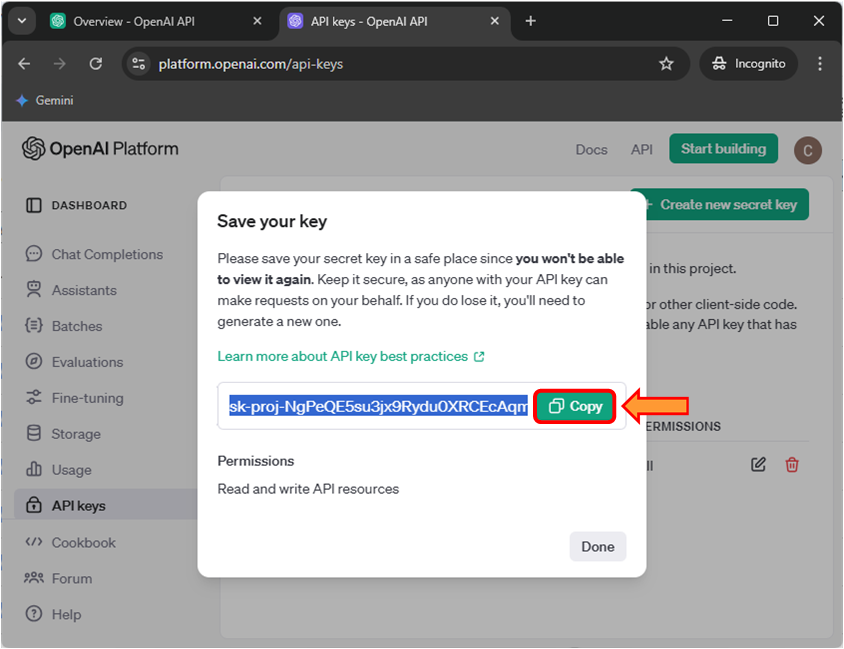 Overview - OpenAI API
API keys - OpenAI API
platform.openai.com/api-keys
Incognito
Gemini
OpenAI Platform
Docs
API
Start building
C
DASHBOARD
Chat Completions
Assistants
Batches
Evaluations
Fine-tuning
Storage
Usage
API keys
Cookbook
Forum
Help
+ Create new secret key
in this project.
or other client-side code.
able any API key that has
ERMISSIONS
ll
Save your key
Please save your secret key in a safe place since you won't be able
to view it again. Keep it secure, as anyone with your API key can
make requests on your behalf. If you do lose it, you'll need to
generate a new one.
Learn more about API key best practices
sk-proj-NgPeQE5su3jx9Rydu0XRCEcAqm
Copy
Permissions
Read and write API resources
Done